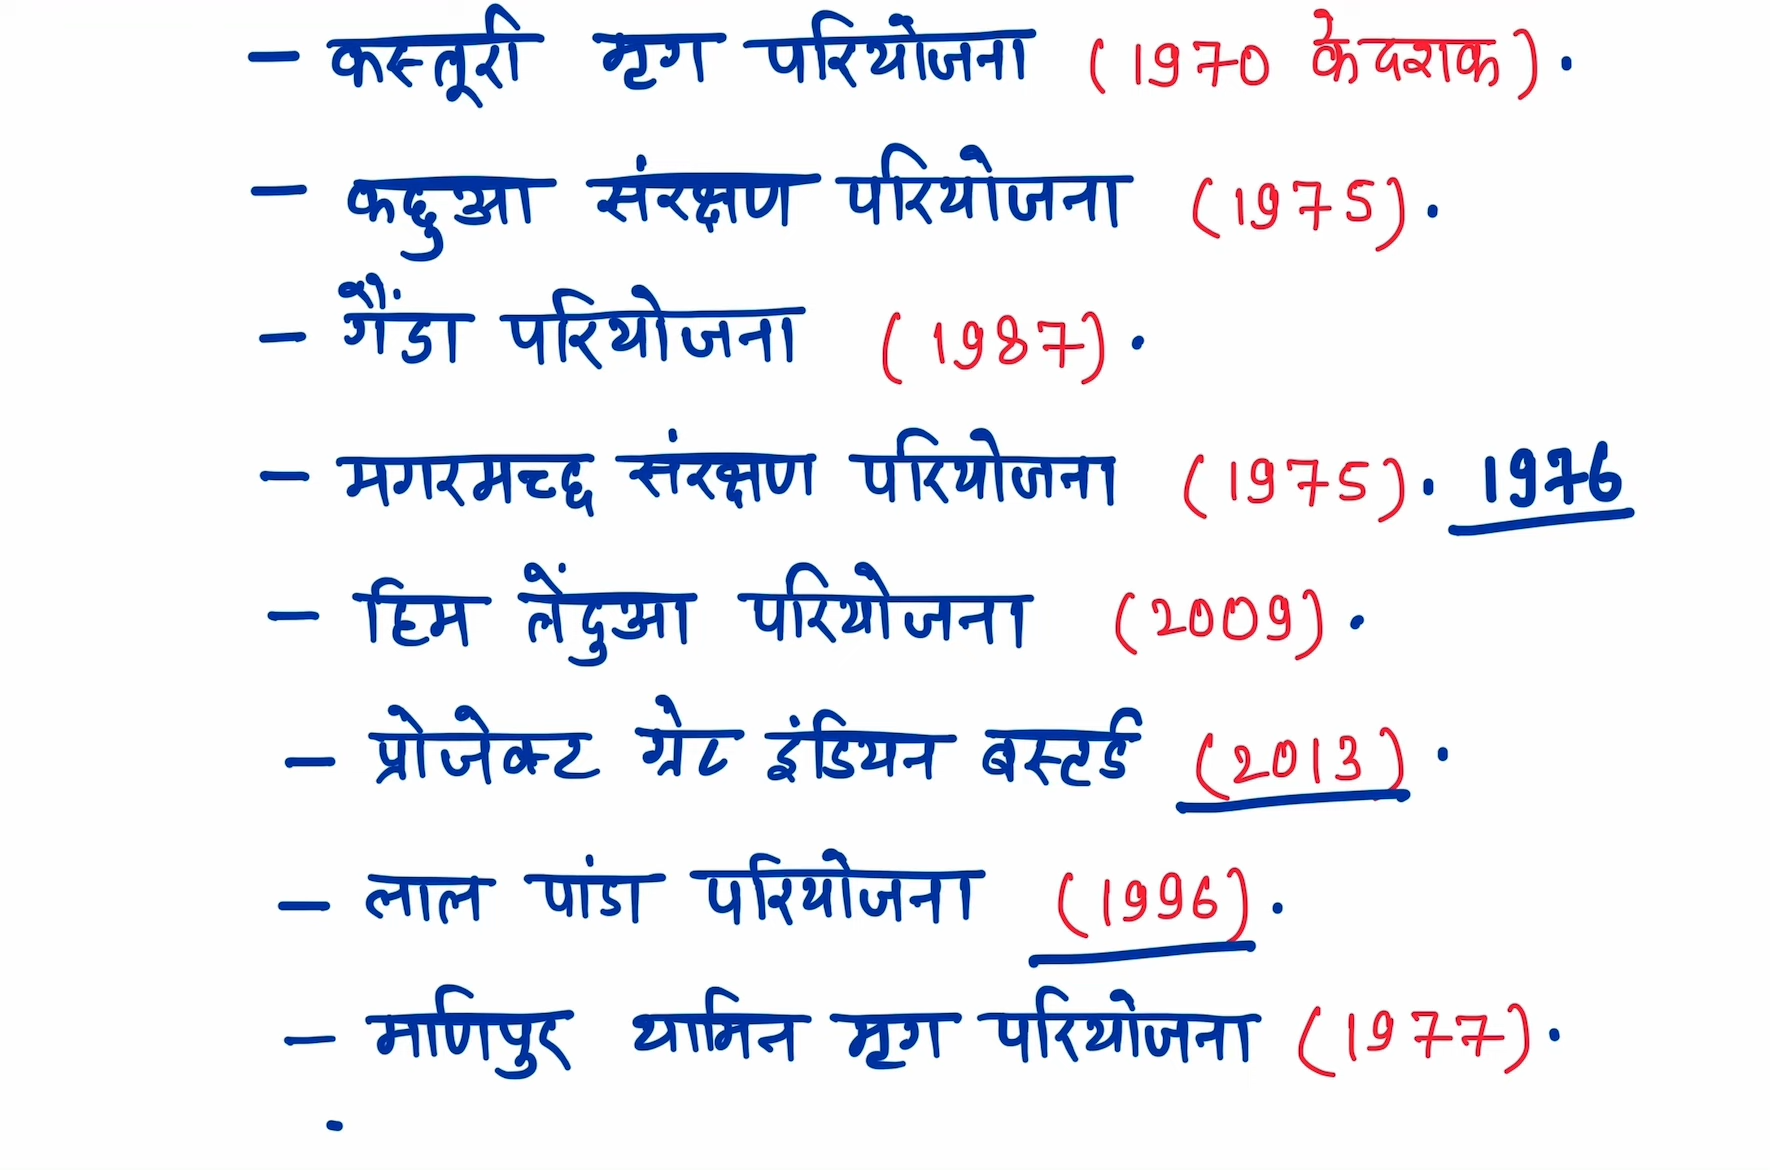 - कस्तूरी मृग परियोजना (1970 के दशक).
- कछुआ संरक्षण परियोजना (1975).
- गैंडा परियोजना (1987).
- मगरमच्छ संरक्षण परियोजना (1975). 1976
- हिम तेंदुआ परियोजना (2009).
- प्रोजेक्ट ग्रेट इंडियन बस्टर्ड (2013).
- लाल पांडा परियोजना (1996).
- मणिपुर थामिन मृग परियोजना (1977).